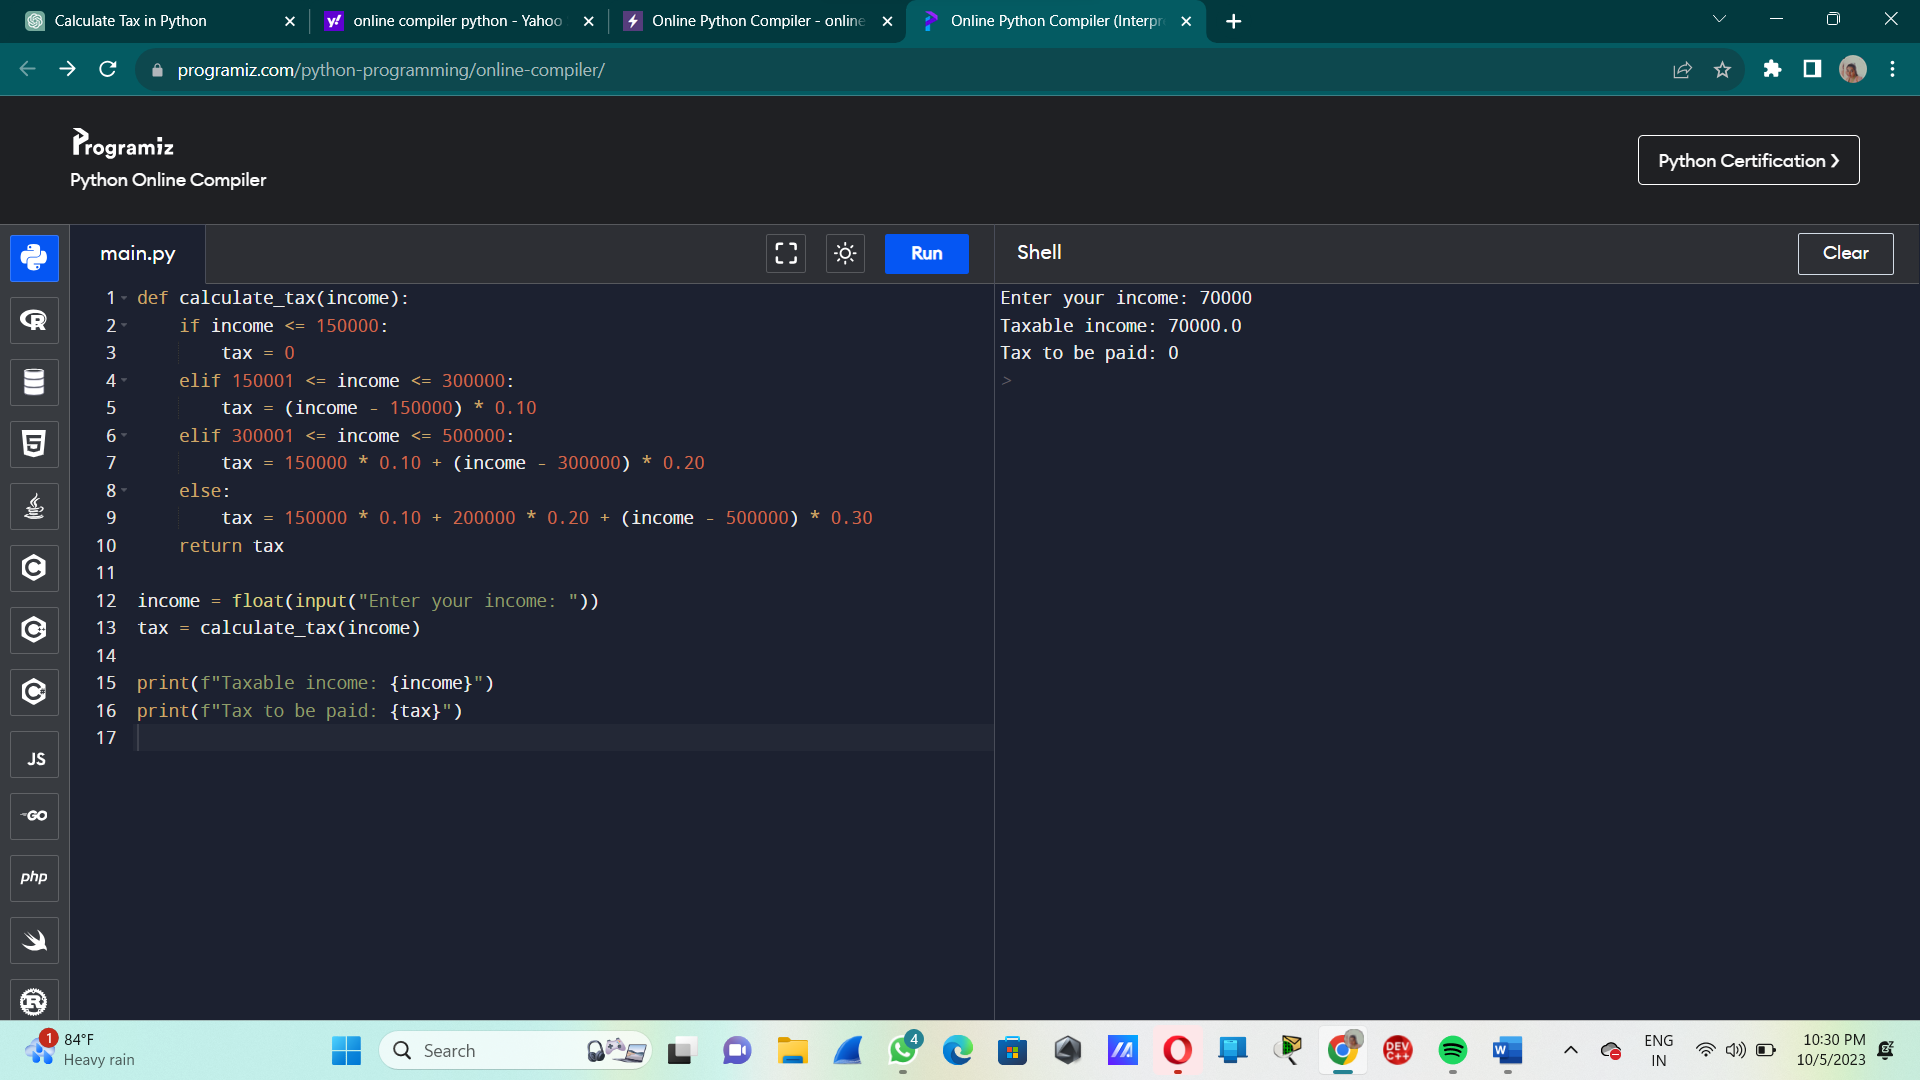 Calculate Tax in Python
online compiler python - Yahoo
Online Python Compiler - online
Online Python Compiler (Interpr
programiz.com/python-programming/online-compiler/
Programiz
Python Online Compiler
Python Certification ❯
main.py
Run
Shell
Clear
1 def calculate_tax(income):
2     if income <= 150000:
3         tax = 0
4     elif 150001 <= income <= 300000:
5         tax = (income - 150000) * 0.10
6     elif 300001 <= income <= 500000:
7         tax = 150000 * 0.10 + (income - 300000) * 0.20
8     else:
9         tax = 150000 * 0.10 + 200000 * 0.20 + (income - 500000) * 0.30
10     return tax
11
12 income = float(input("Enter your income: "))
13 tax = calculate_tax(income)
14
15 print(f"Taxable income: {income}")
16 print(f"Tax to be paid: {tax}")
17
Enter your income: 70000
Taxable income: 70000.0
Tax to be paid: 0
>
R
5
C
C
C
JS
GO
php
R
1
84°F
Heavy rain
Search
4
DEV
C++
W
ENG
IN
10:30 PM
10/5/2023